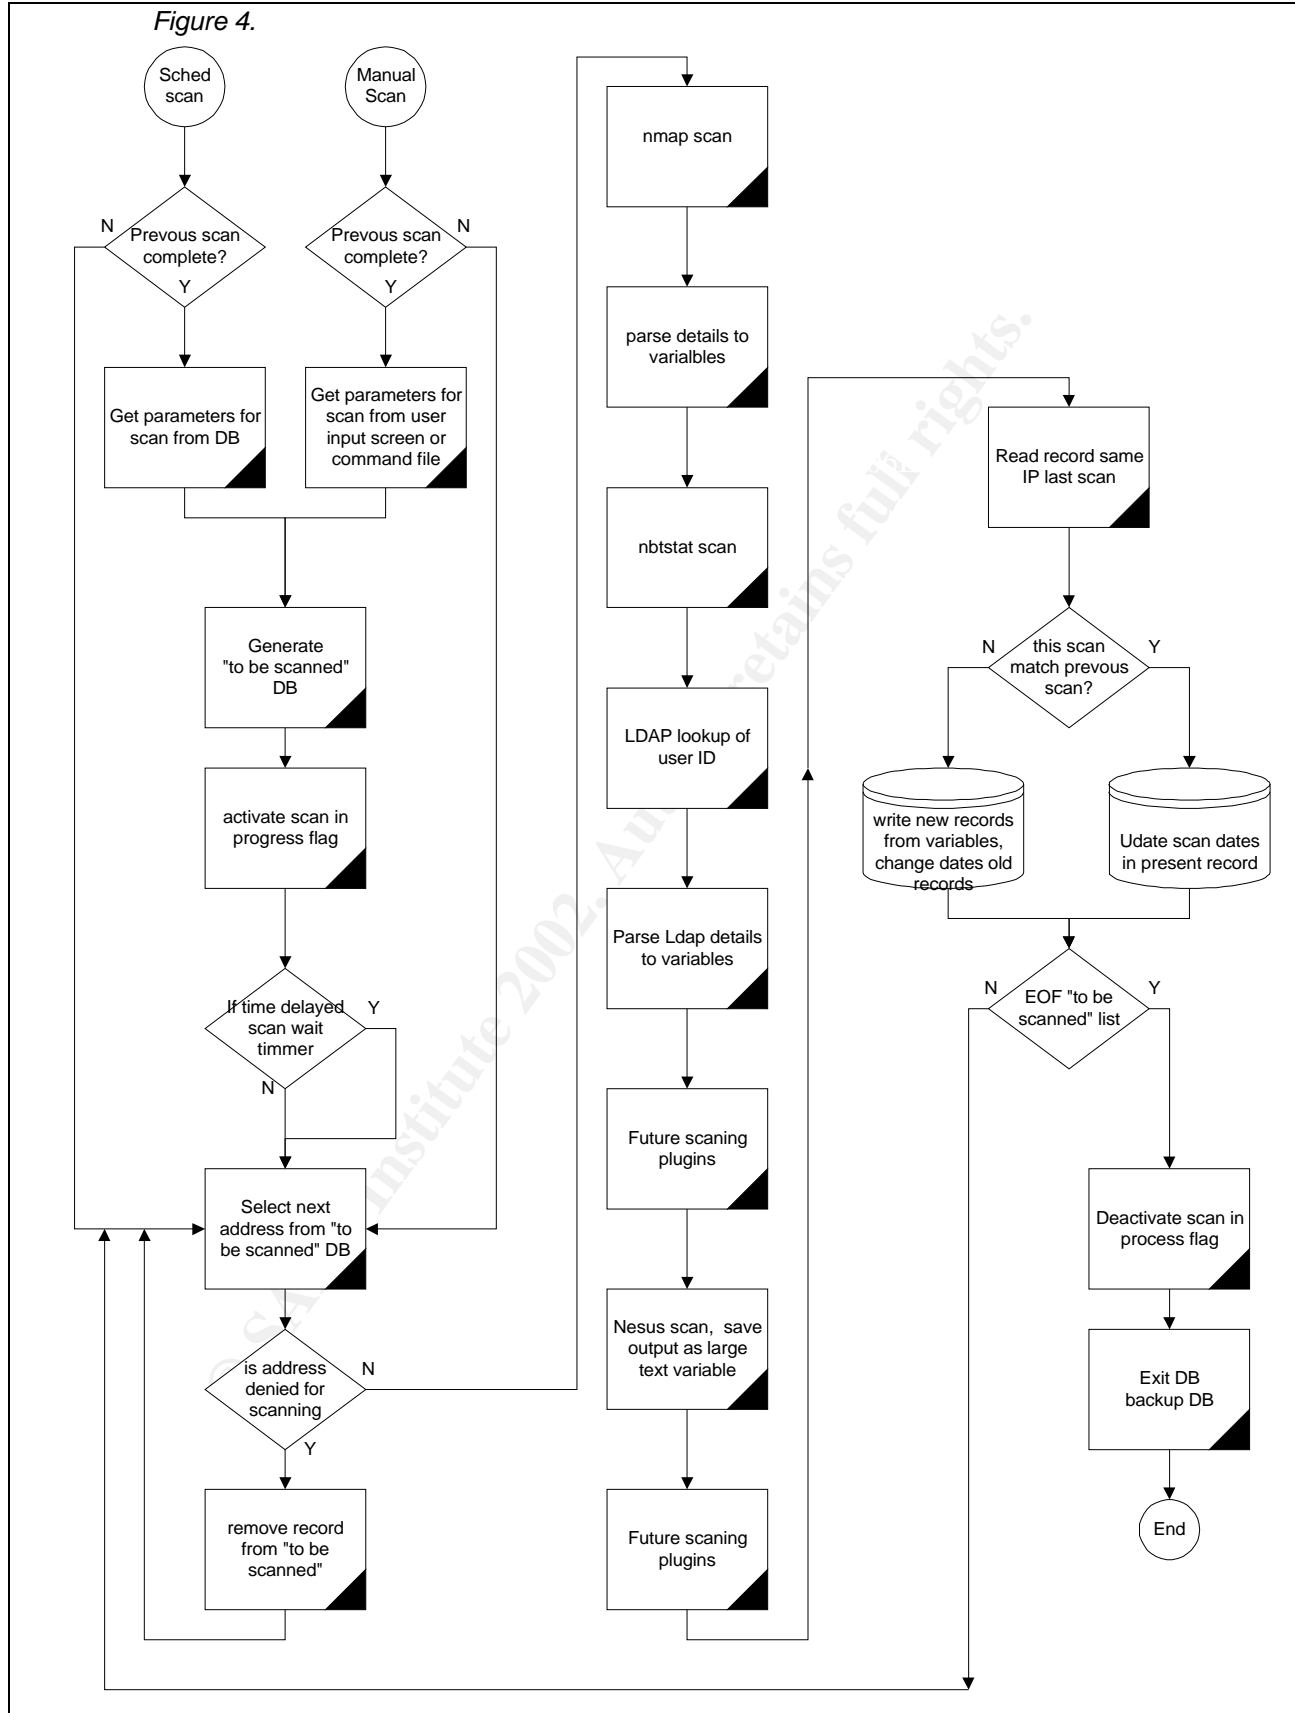 Figure 4.
Sched
scan
Manual
Scan
N
Prevous scan
complete?
Y
N
Prevous scan
complete?
Y
Get parameters for
scan from DB
Get parameters for
scan from user
input screen or
command file
Generate
"to be scanned"
DB
activate scan in
progress flag
If time delayed
scan wait
timmer
Y
N
Select next
address from "to
be scanned" DB
is address
denied for
scanning
N
Y
remove record
from "to be
scanned"
nmap scan
parse details to
varialbles
nbtstat scan
LDAP lookup of
user ID
Parse Ldap details
to variables
Future scaning
plugins
Nesus scan, save
output as large
text variable
Future scaning
plugins
Read record same
IP last scan
N
this scan
match prevous
scan?
Y
write new records
from variables,
change dates old
records
Udate scan dates
in present record
N
EOF "to be
scanned" list
Y
Deactivate scan in
process flag
Exit DB
backup DB
End
© SA Institute 2002. Au retains full rights.